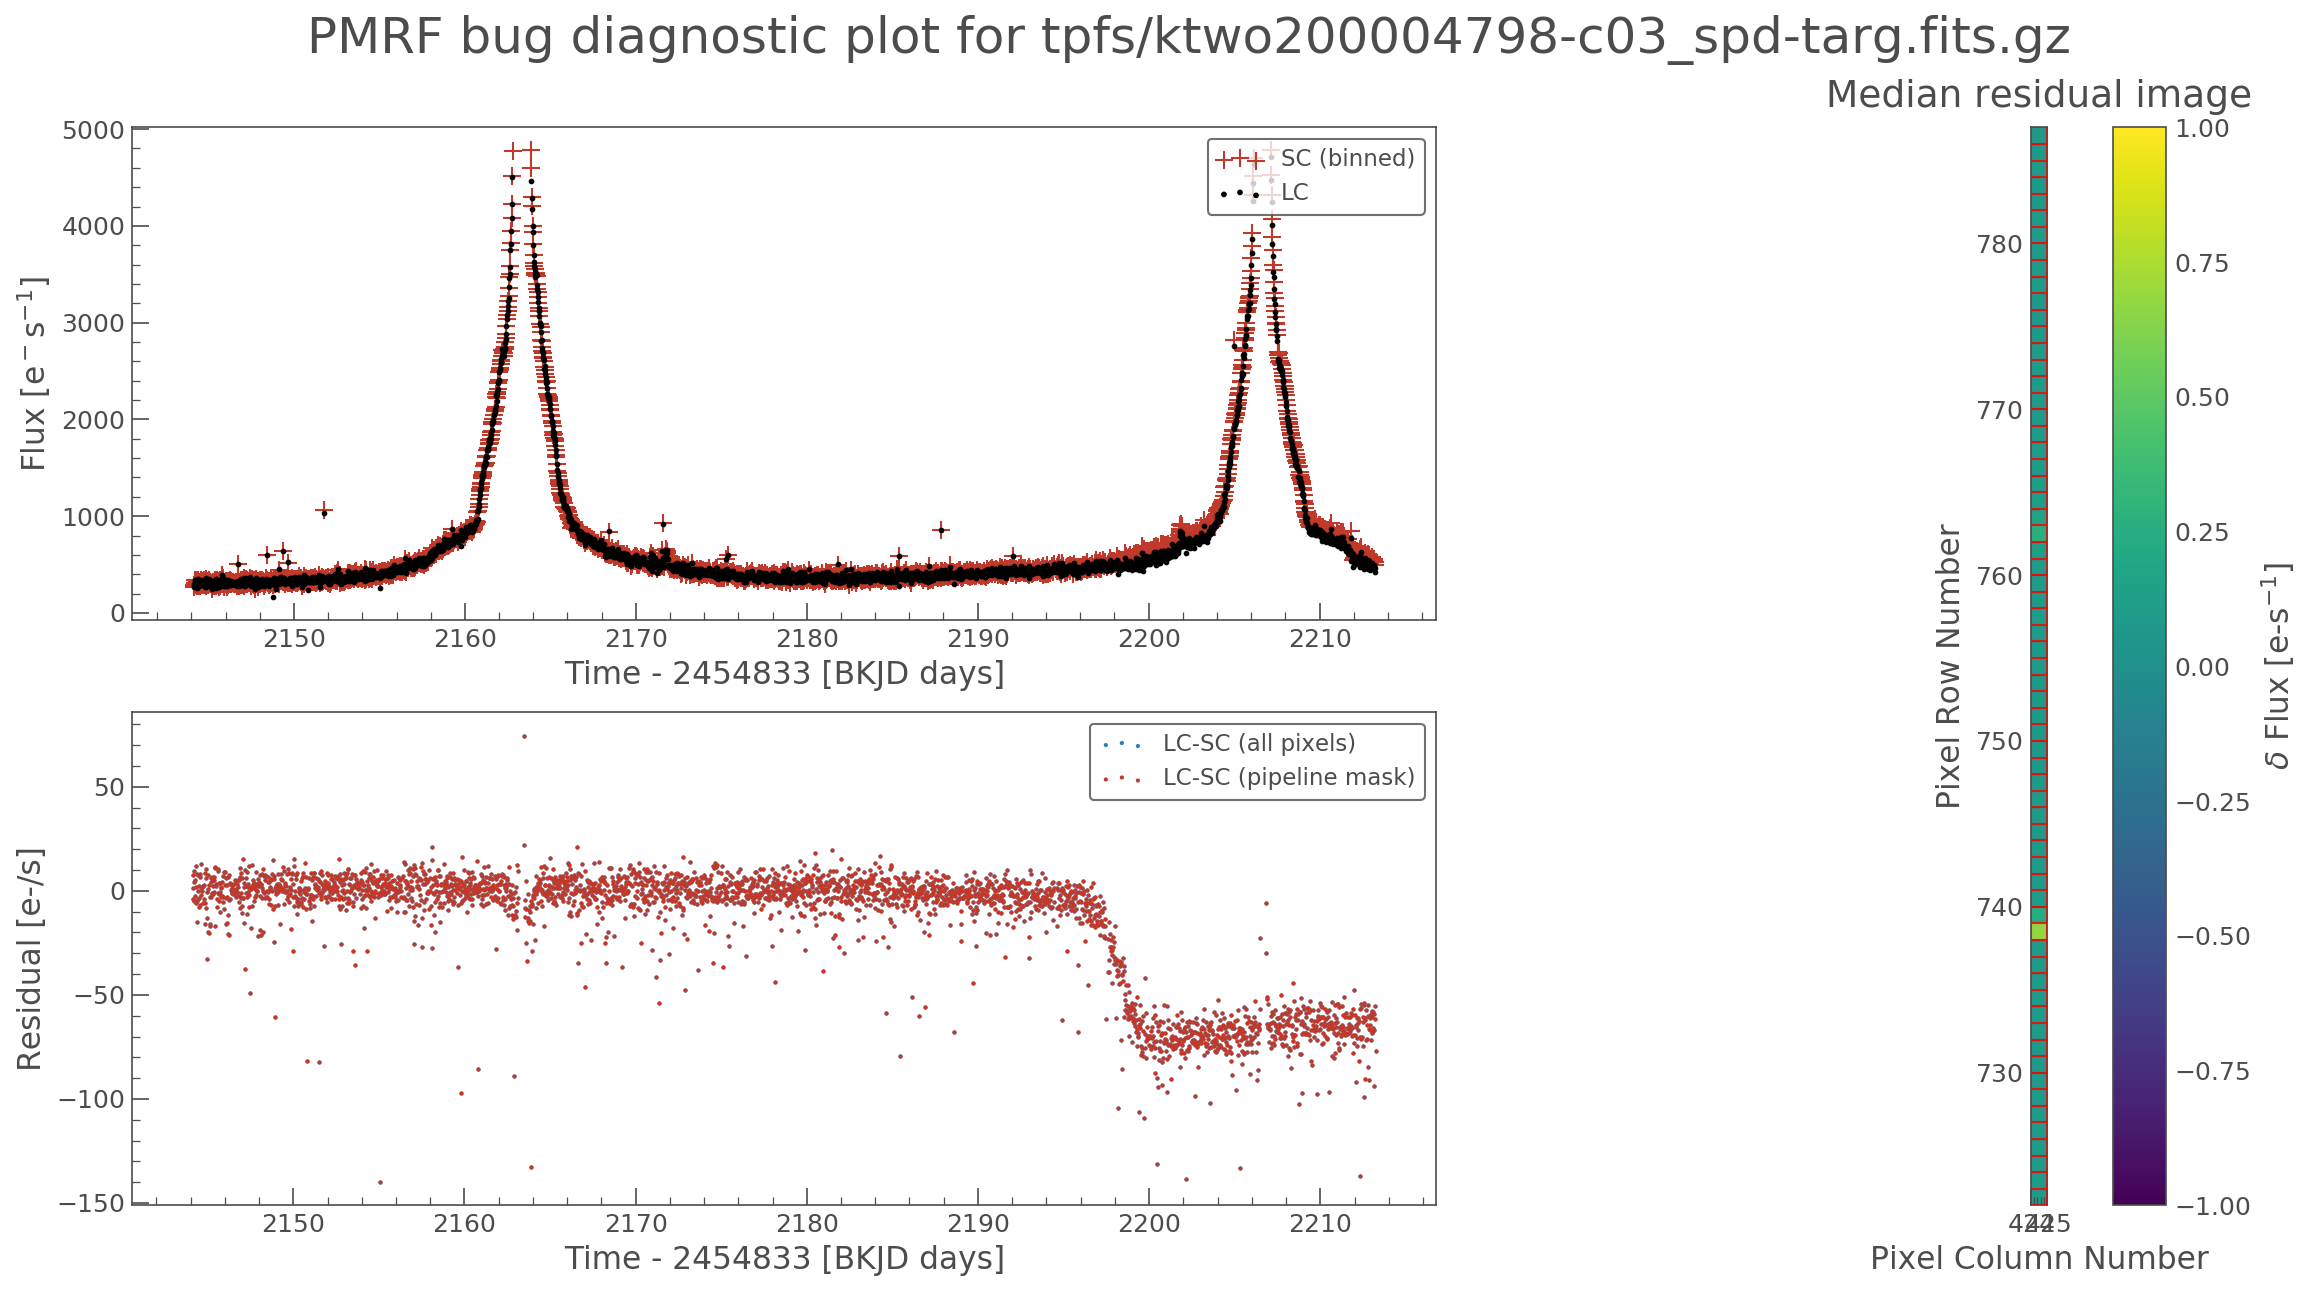 PMRF bug diagnostic plot for tpfs/ktwo200004798-c03_spd-targ.fits.gz
5000
4000
3000
2000
1000
0
Flux [e⁻ s⁻¹]
SC (binned)
LC
2150 2160 2170 2180 2190 2200 2210
Time - 2454833 [BKJD days]
50
0
−50
−100
−150
Residual [e-/s]
LC-SC (all pixels)
LC-SC (pipeline mask)
2150 2160 2170 2180 2190 2200 2210
Time - 2454833 [BKJD days]
Median residual image
780
770
760
750
740
730
Pixel Row Number
Pixel Column Number
1.00
0.75
0.50
0.25
0.00
−0.25
−0.50
−0.75
−1.00
δ Flux [e-s⁻¹]